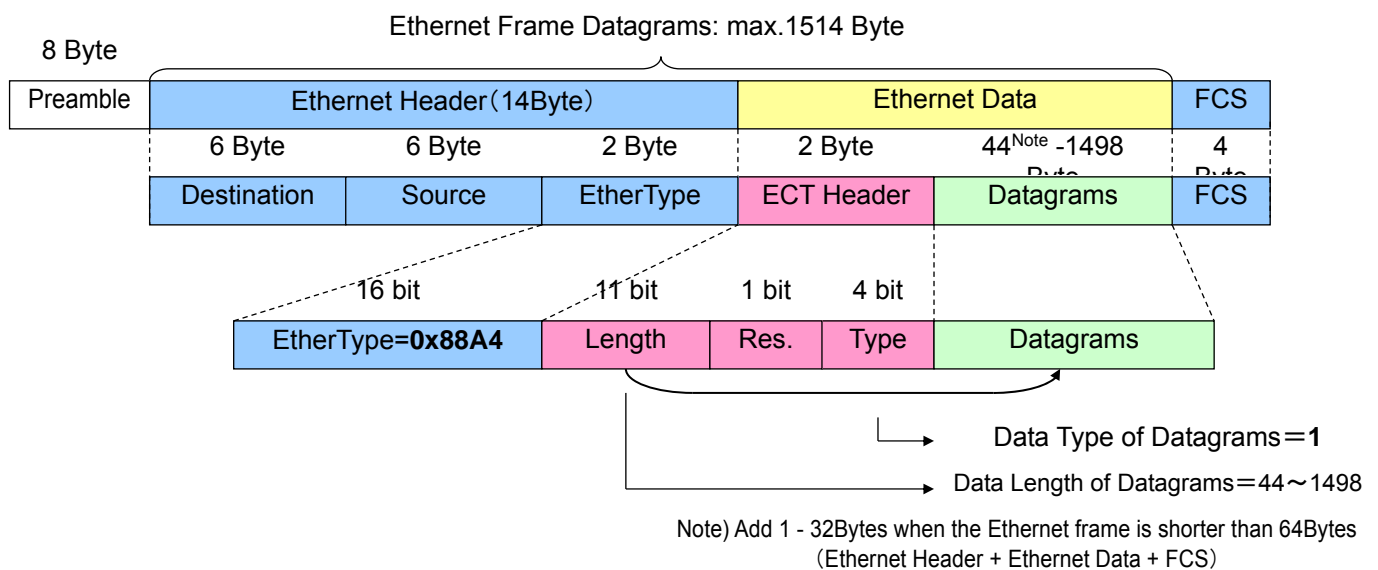 Ethernet Frame Datagrams: max.1514 Byte
8 Byte
Preamble
Ethernet Header（14Byte）
Ethernet Data
FCS
6 Byte
6 Byte
2 Byte
2 Byte
44Note -1498
Byte
4
Byte
Destination
Source
EtherType
ECT Header
Datagrams
FCS
16 bit
11 bit
1 bit
4 bit
EtherType=0x88A4
Length
Res.
Type
Datagrams
Data Type of Datagrams＝1
Data Length of Datagrams＝44～1498
Note) Add 1 - 32Bytes when the Ethernet frame is shorter than 64Bytes
（Ethernet Header + Ethernet Data + FCS）